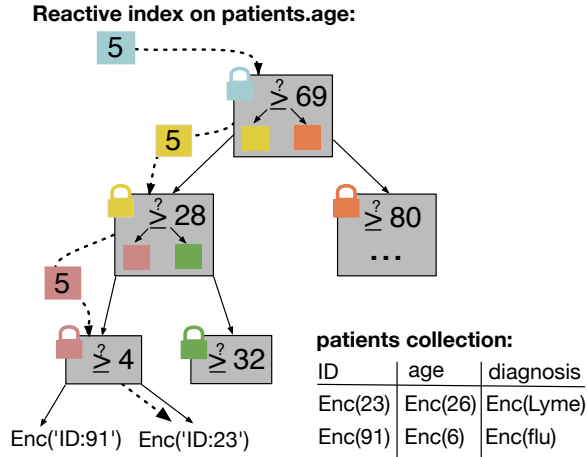 Reactive index on patients.age:
5
≥? 69
5
≥? 28
≥? 80
...
5
≥? 4
≥? 32
Enc('ID:91') Enc('ID:23')
patients collection:
ID age diagnosis
Enc(23) Enc(26) Enc(Lyme)
Enc(91) Enc(6) Enc(flu)